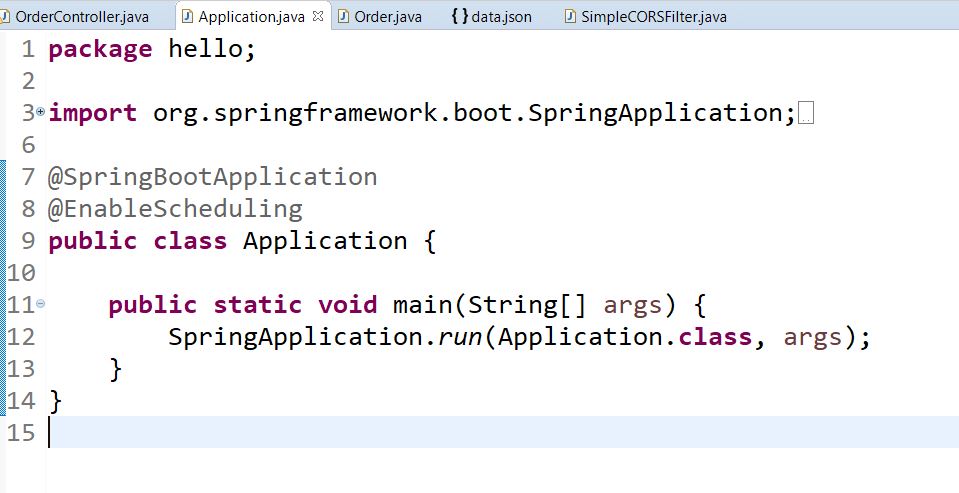 OrderController.java Application.java Order.java {} data.json SimpleCORSFilter.java
1 package hello;
2
3 import org.springframework.boot.SpringApplication;
6
7 @SpringBootApplication
8 @EnableScheduling
9 public class Application {
10
11 public static void main(String[] args) {
12 SpringApplication.run(Application.class, args);
13 }
14 }
15